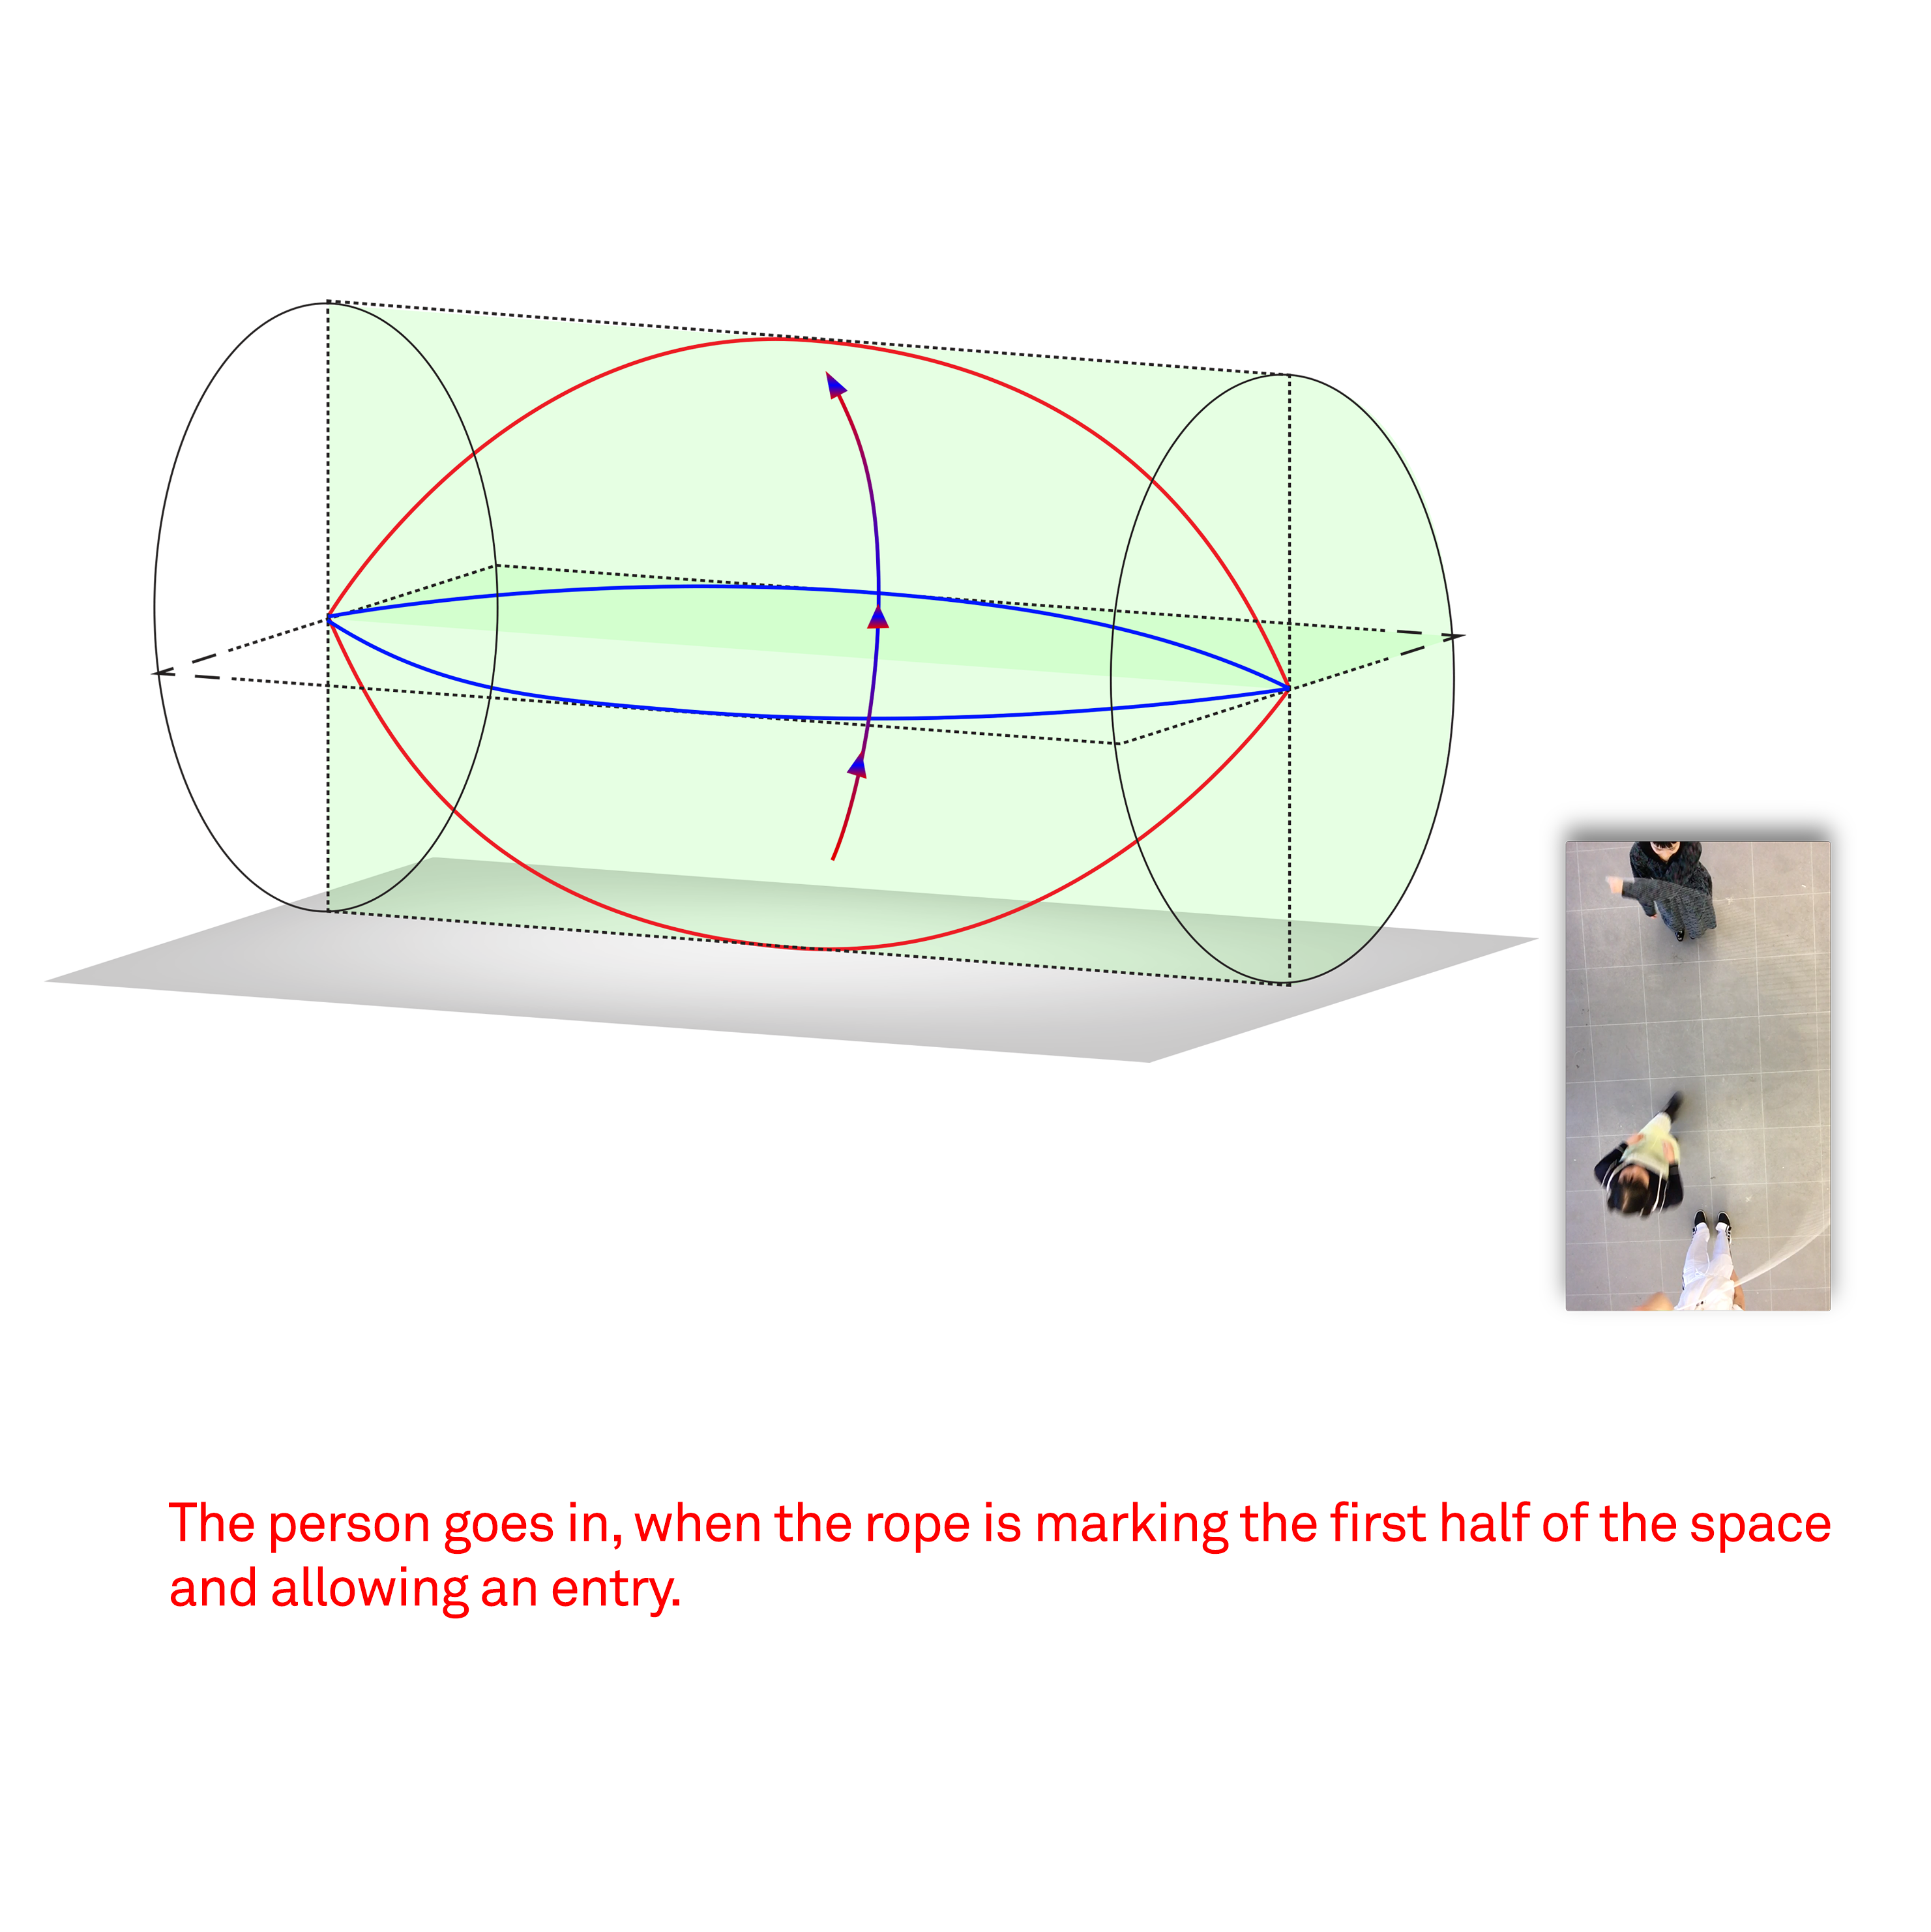 The person goes in, when the rope is marking the first half of the space
and allowing an entry.